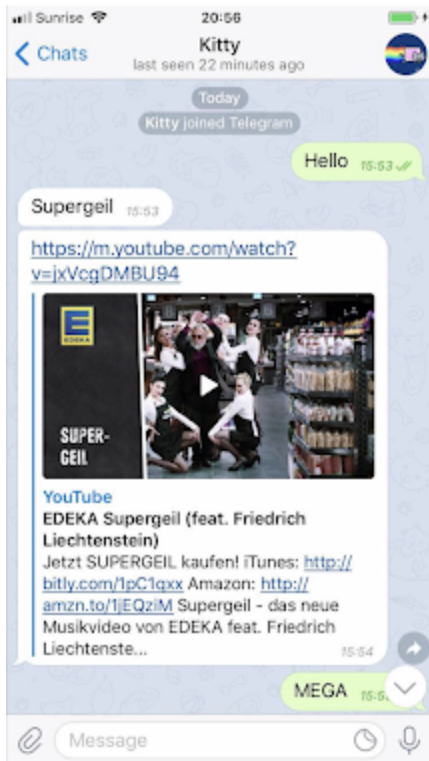 Sunrise
20:56
Chats
Kitty
last seen 22 minutes ago
Today
Kitty joined Telegram
Hello 15:53
Supergeil 15:53
https://m.youtube.com/watch?
v=jxVcgDMBU94
E
EDEKA
SUPER-
GEIL
YouTube
EDEKA Supergeil (feat. Friedrich
Liechtenstein)
Jetzt SUPERGEIL kaufen! iTunes: http://
bitly.com/1pC1qxx Amazon: http://
amzn.to/1jEQziM Supergeil - das neue
Musikvideo von EDEKA feat. Friedrich
Liechtenste... 15:54
MEGA
Message